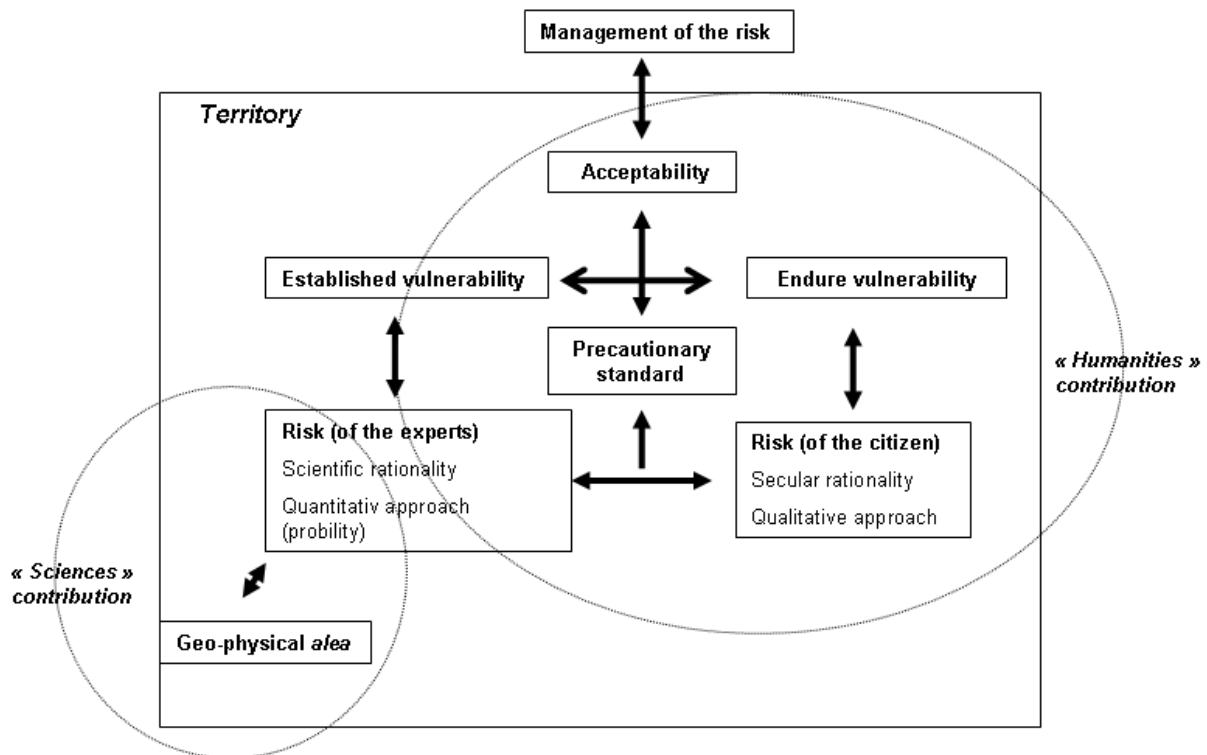 Management of the risk
Territory
Acceptability
Established vulnerability
Endure vulnerability
Precautionary
standard
« Humanities »
contribution
Risk (of the experts)
Scientific rationality
Quantitativ approach
(probility)
Risk (of the citizen)
Secular rationality
Qualitative approach
« Sciences »
contribution
Geo-physical alea